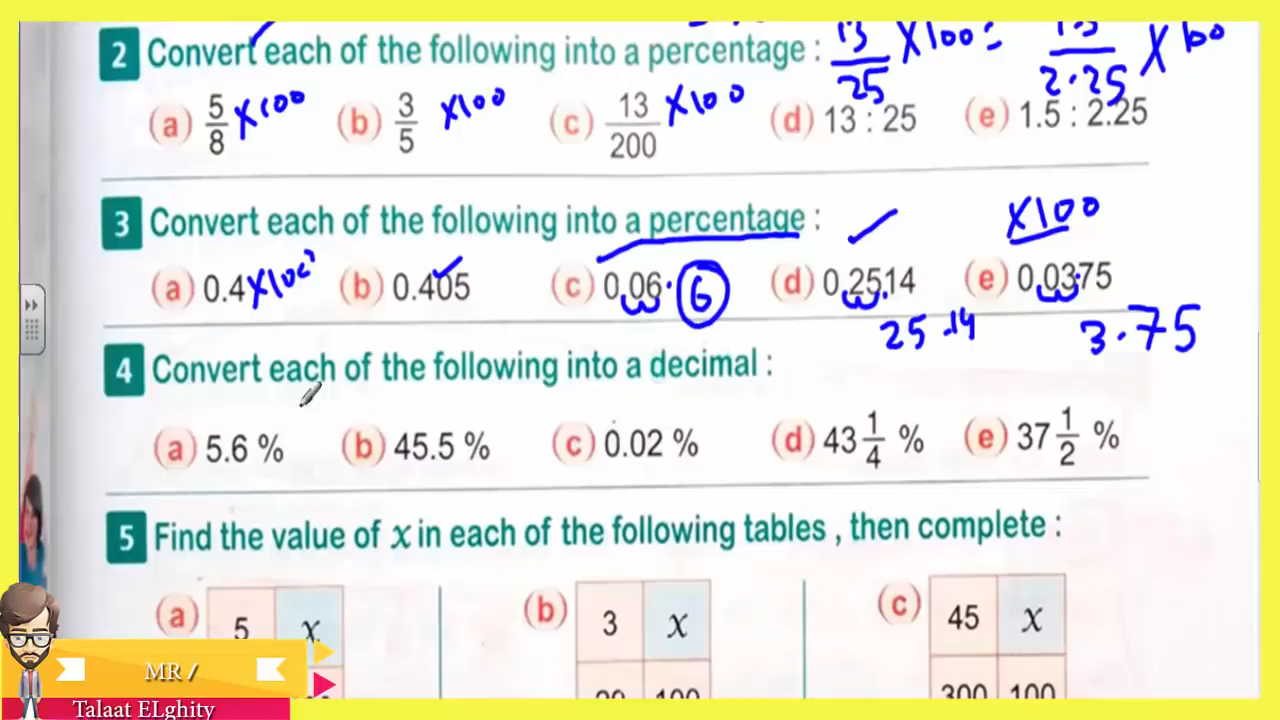 2 Convert each of the following into a percentage : 13/25 X100 = 13/2.25 X100
(a) 5/8 X100 (b) 3/5 X100 (c) 13/200 X100 (d) 13 : 25 (e) 1.5 : 2.25
3 Convert each of the following into a percentage : X100
(a) 0.4 X100 (b) 0.405 (c) 0.06 . 6 (d) 0.2514 (e) 0.0375
25.14 3.75
4 Convert each of the following into a decimal :
(a) 5.6 % (b) 45.5 % (c) 0.02 % (d) 43 1/4 % (e) 37 1/2 %
5 Find the value of x in each of the following tables , then complete :
(a) 5 x (b) 3 x (c) 45 x
100 300 100
MR /
Talaat ELghity